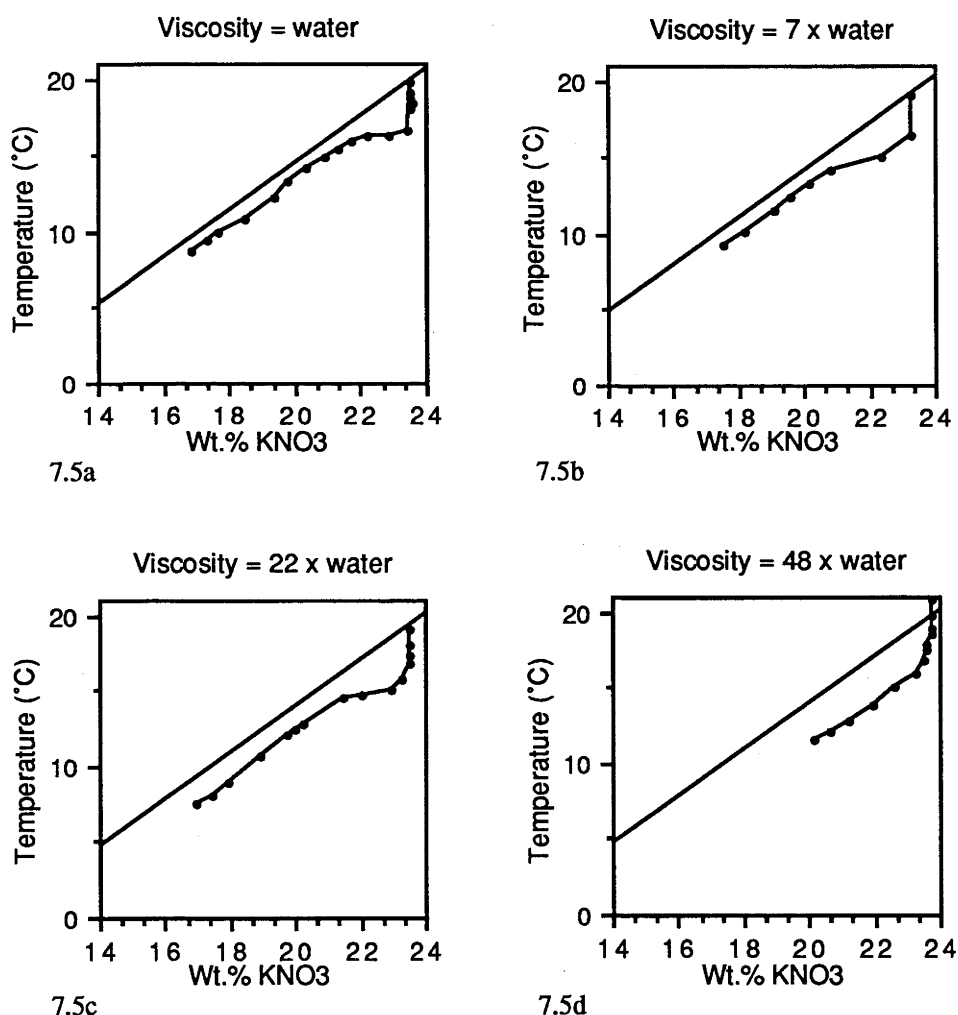 Viscosity = water
20
10
0
Temperature (°C)
14 16 18 20 22 24
Wt.% KNO3
7.5a
Viscosity = 7 x water
20
10
0
Temperature (°C)
14 16 18 20 22 24
Wt.% KNO3
7.5b
Viscosity = 22 x water
20
10
0
Temperature (°C)
14 16 18 20 22 24
Wt.% KNO3
7.5c
Viscosity = 48 x water
20
10
0
Temperature (°C)
14 16 18 20 22 24
Wt.% KNO3
7.5d